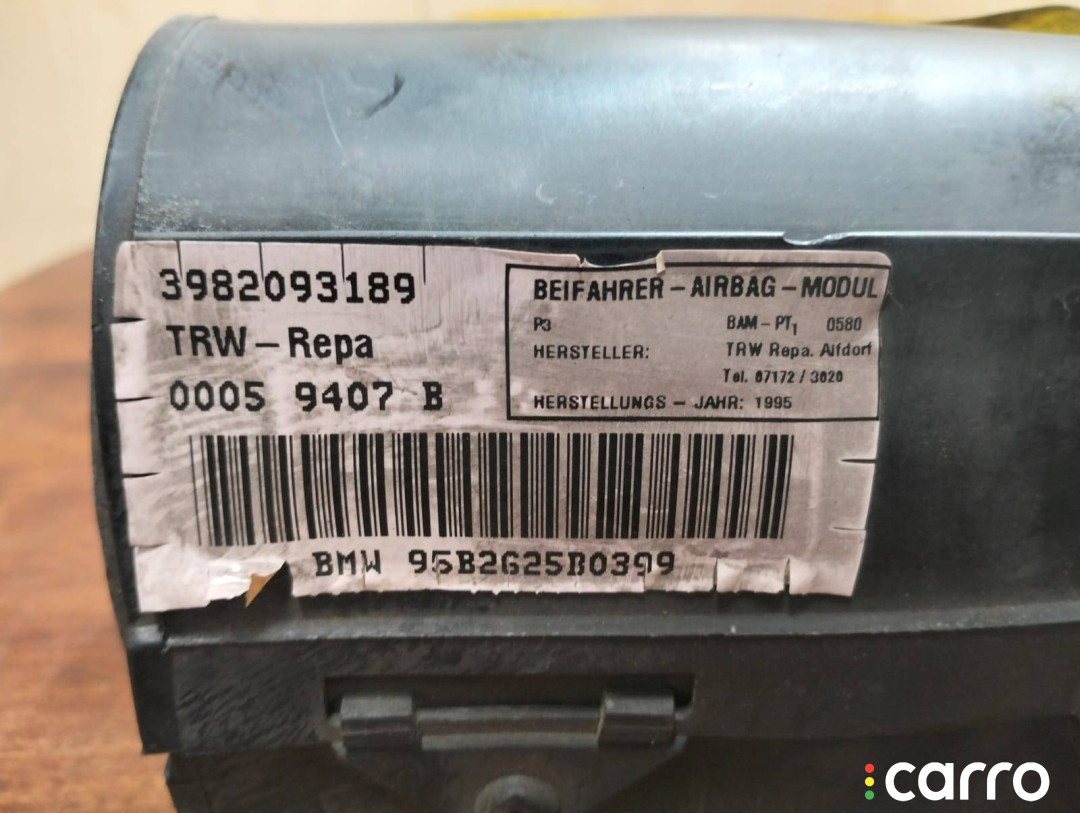 3982093189
TRW-Repa
0005 9407 B
BEIFAHRER-AIRBAG-MODUL
P3 BAM-PT1 0580
HERSTELLER: TRW Repa. Alfdorf
Tel. 07172/3020
HERSTELLUNGS-JAHR: 1995
BMW 95B2625B0399
carro